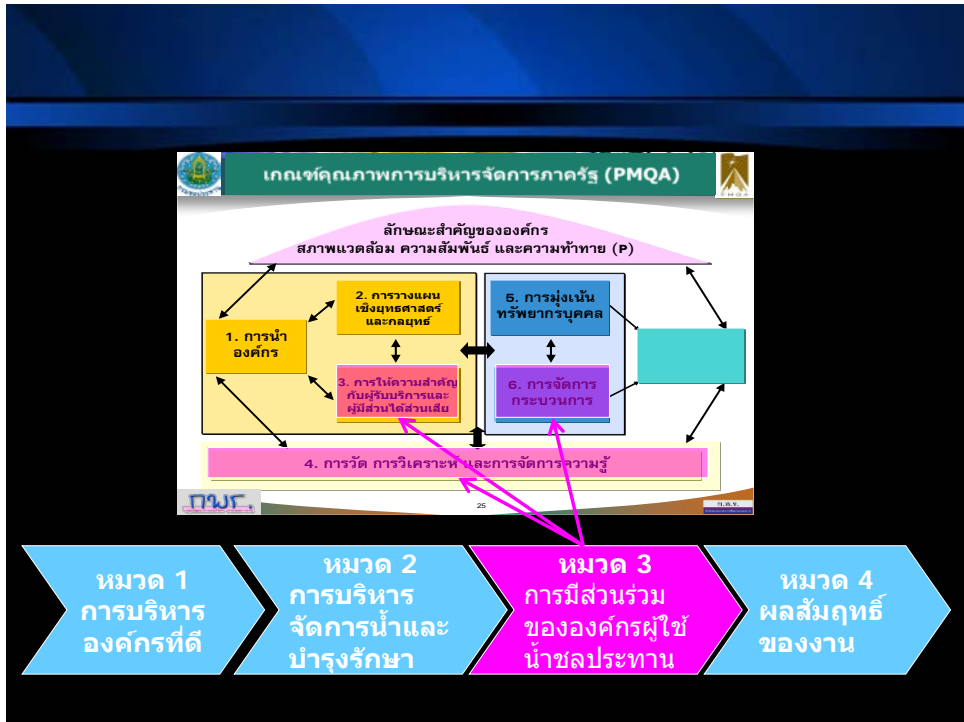 เกณฑ์คุณภาพการบริหารจัดการภาครัฐ (PMQA)
PMQA
ลักษณะสำคัญขององค์กร
สภาพแวดล้อม ความสัมพันธ์ และความท้าทาย (P)
2. การวางแผน
เชิงยุทธศาสตร์
และกลยุทธ์
5. การมุ่งเน้น
ทรัพยากรบุคคล
1. การนำ
องค์กร
3. การให้ความสำคัญ
กับผู้รับบริการและ
ผู้มีส่วนได้ส่วนเสีย
6. การจัดการ
กระบวนการ
4. การวัด การวิเคราะห์ และการจัดการความรู้
กพร.
25
ก.พ.ร.
หมวด 1
การบริหาร
องค์กรที่ดี
หมวด 2
การบริหาร
จัดการน้ำและ
บำรุงรักษา
หมวด 3
การมีส่วนร่วม
ขององค์กรผู้ใช้
น้ำชลประทาน
หมวด 4
ผลสัมฤทธิ์
ของงาน